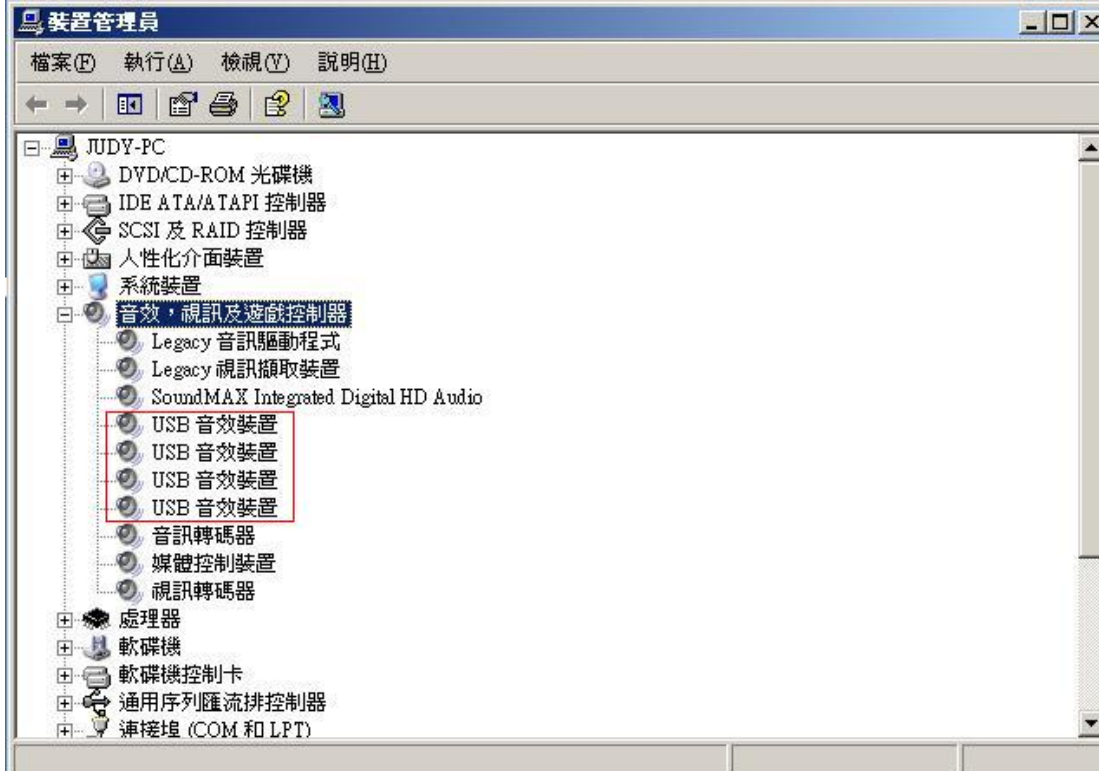 裝置管理員
檔案(F) 執行(A) 檢視(V) 說明(H)
JUDY-PC
DVD/CD-ROM 光碟機
IDE ATA/ATAPI 控制器
SCSI 及 RAID 控制器
人性化介面裝置
系統裝置
音效，視訊及遊戲控制器
Legacy 音訊驅動程式
Legacy 視訊擷取裝置
SoundMAX Integrated Digital HD Audio
USB 音效裝置
USB 音效裝置
USB 音效裝置
USB 音效裝置
音訊轉碼器
媒體控制裝置
視訊轉碼器
處理器
軟碟機
軟碟機控制卡
通用序列匯流排控制器
連接埠 (COM 和 LPT)